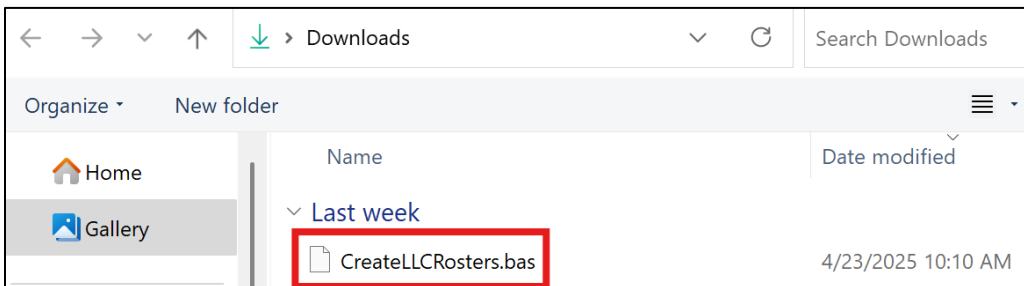 Downloads
Search Downloads
Organize
New folder
Name
Date modified
Home
Gallery
Last week
CreateLLCRosters.bas
4/23/2025 10:10 AM